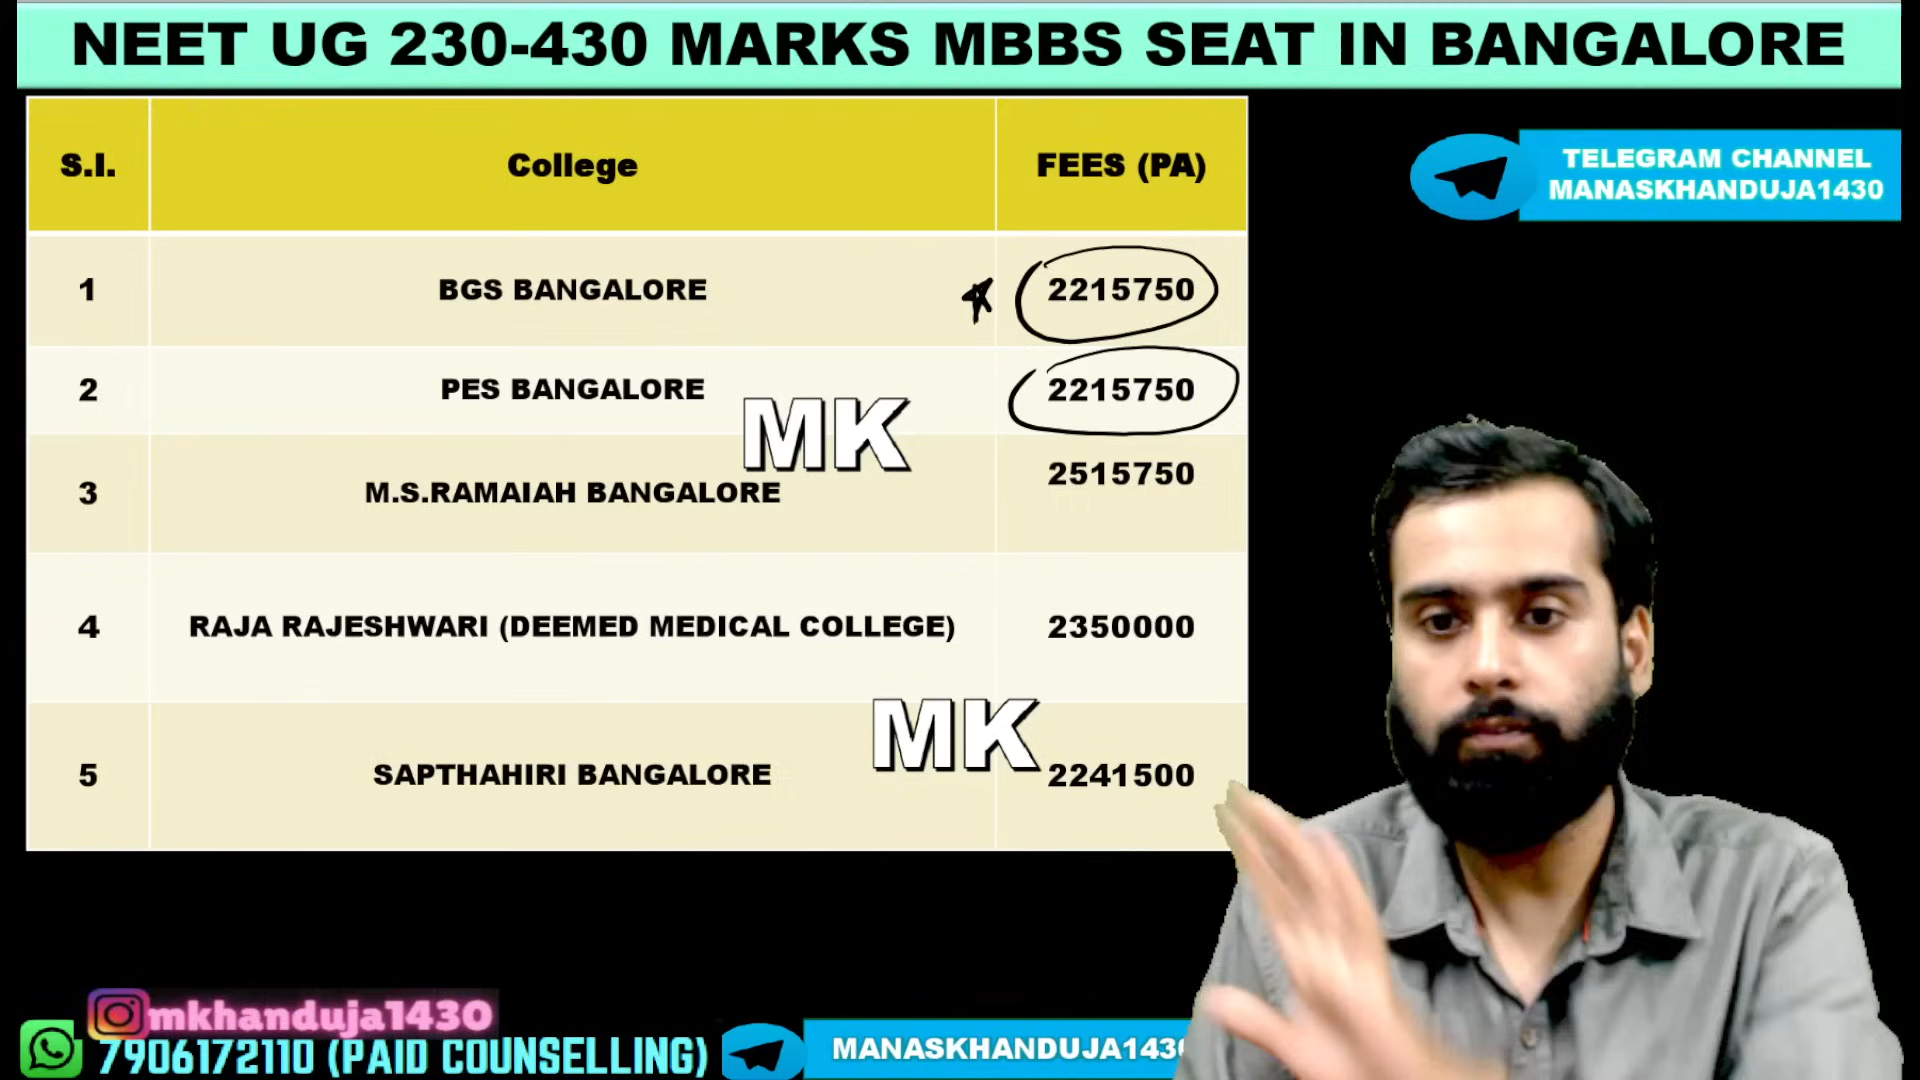 NEET UG 230-430 MARKS MBBS SEAT IN BANGALORE
TELEGRAM CHANNEL
MANASKHANDUJA1430
S.I. College FEES (PA)
1 BGS BANGALORE 2215750
2 PES BANGALORE 2215750
MK
3 M.S.RAMAIAH BANGALORE 2515750
4 RAJA RAJESHWARI (DEEMED MEDICAL COLLEGE) 2350000
MK
5 SAPTHAHIRI BANGALORE 2241500
mkhanduja1430
7906172110 (PAID COUNSELLING)
MANASKHANDUJA143